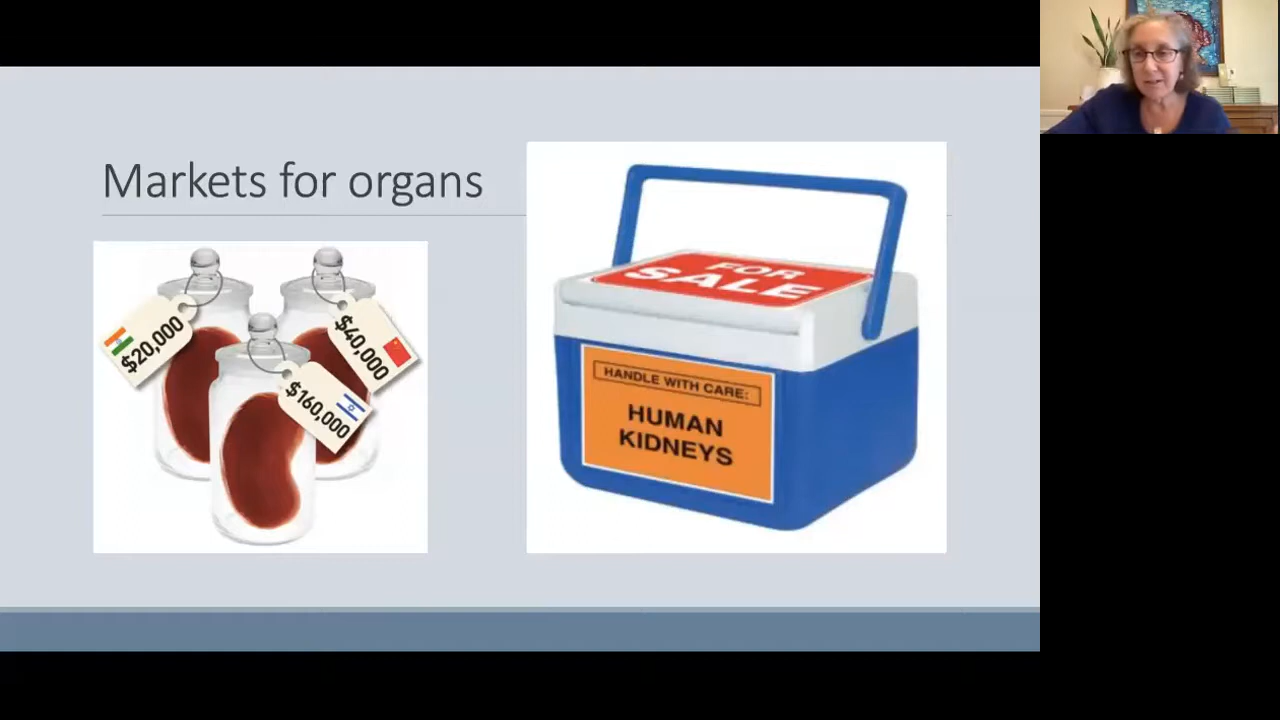 Markets for organs
$20,000
$40,000
$160,000
FOR
SALE
HANDLE WITH CARE:
HUMAN
KIDNEYS